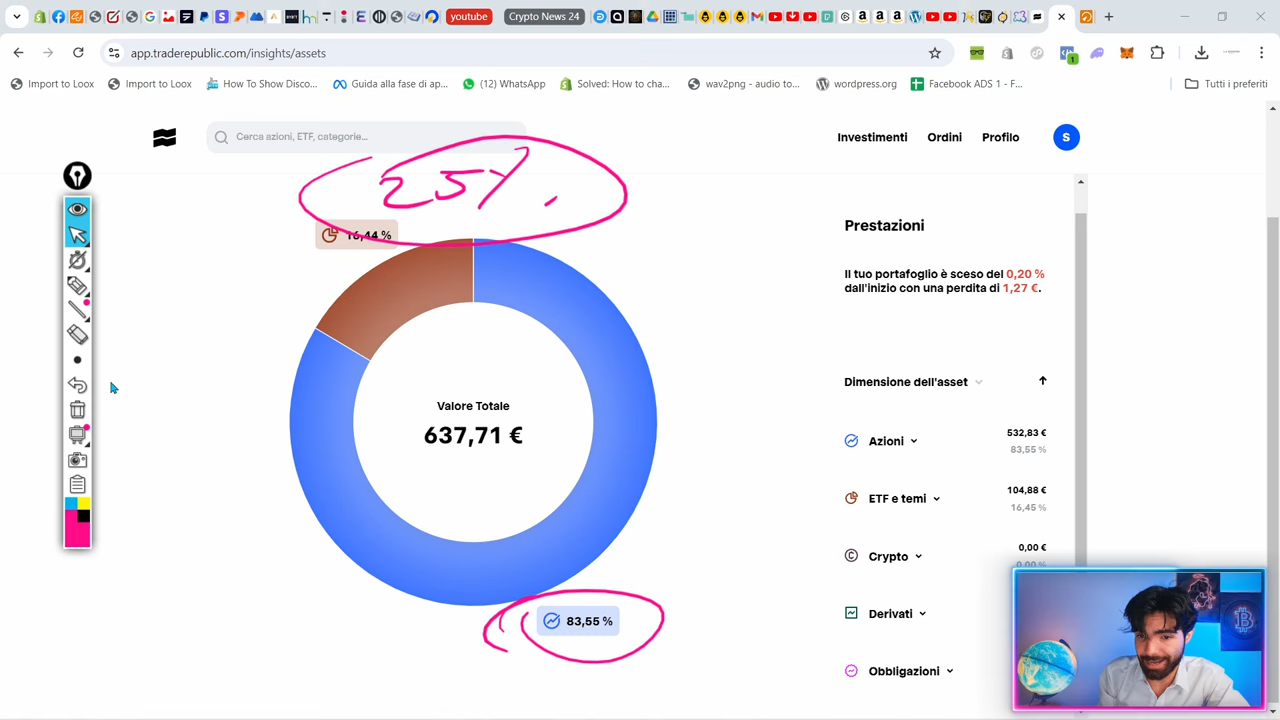 youtube
Crypto News 24
app.traderepublic.com/insights/assets
1
Import to Loox
Import to Loox
How To Show Disco...
Guida alla fase di ap...
(12) WhatsApp
Solved: How to cha...
wav2png - audio to...
wordpress.org
Facebook ADS 1 - F...
Tutti i preferiti
Cerca azioni, ETF, categorie...
Investimenti
Ordini
Profilo
S
25%.
16,44 %
Prestazioni
Il tuo portafoglio è sceso del 0,20 %
dall'inizio con una perdita di 1,27 €.
Valore Totale
637,71 €
83,55 %
Dimensione dell'asset
Azioni
532,83 €
83,55 %
ETF e temi
104,88 €
16,45 %
Crypto
0,00 €
0,00 %
Derivati
Obbligazioni